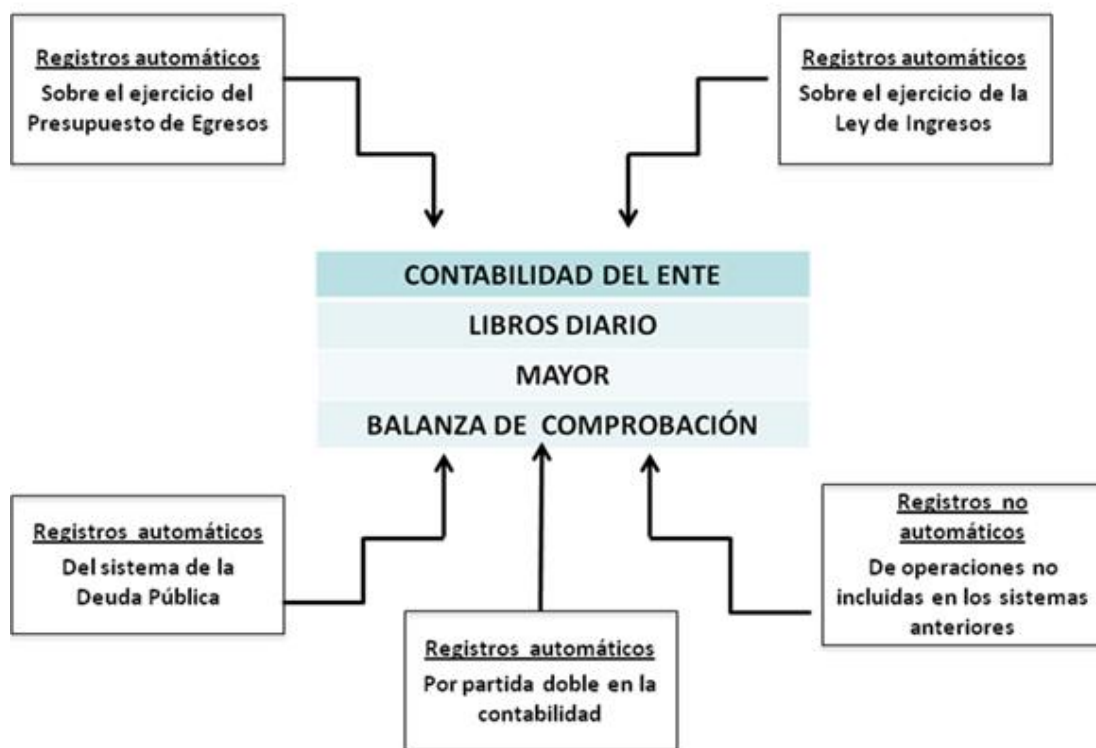 Registros automáticos
Sobre el ejercicio del
Presupuesto de Egresos
Registros automáticos
Sobre el ejercicio de la
Ley de Ingresos
CONTABILIDAD DEL ENTE
LIBROS DIARIO
MAYOR
BALANZA DE COMPROBACIÓN
Registros automáticos
Del sistema de la
Deuda Pública
Registros automáticos
Por partida doble en la
contabilidad
Registros no
automáticos
De operaciones no
incluidas en los sistemas
anteriores